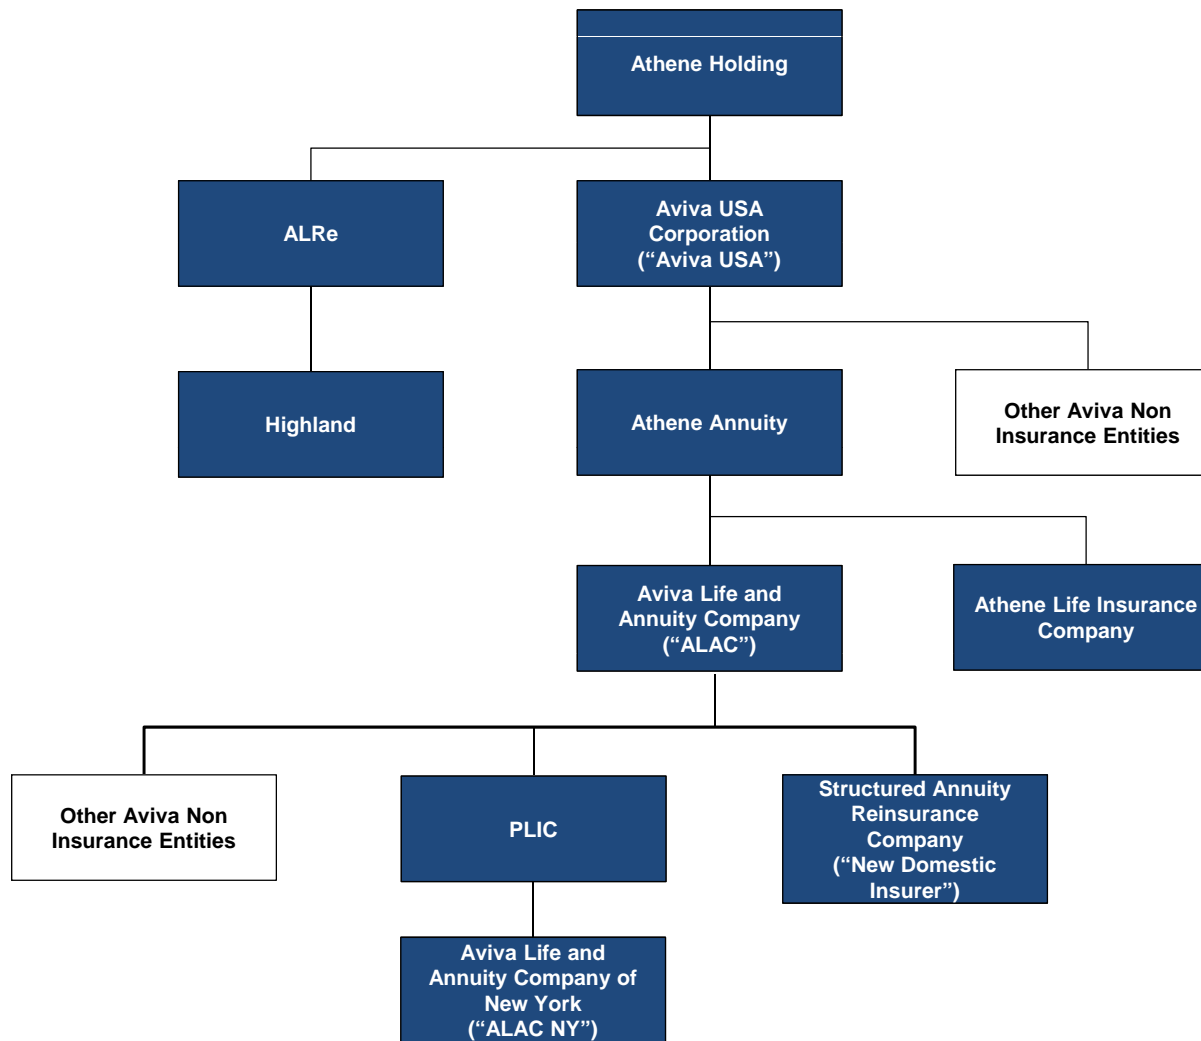 Athene Holding
ALRe
Aviva USA
Corporation
(“Aviva USA”)
Highland
Athene Annuity
Other Aviva Non
Insurance Entities
Aviva Life and
Annuity Company
(“ALAC”)
Athene Life Insurance
Company
Other Aviva Non
Insurance Entities
PLIC
Structured Annuity
Reinsurance
Company
(“New Domestic
Insurer”)
Aviva Life and
Annuity Company of
New York
(“ALAC NY”)